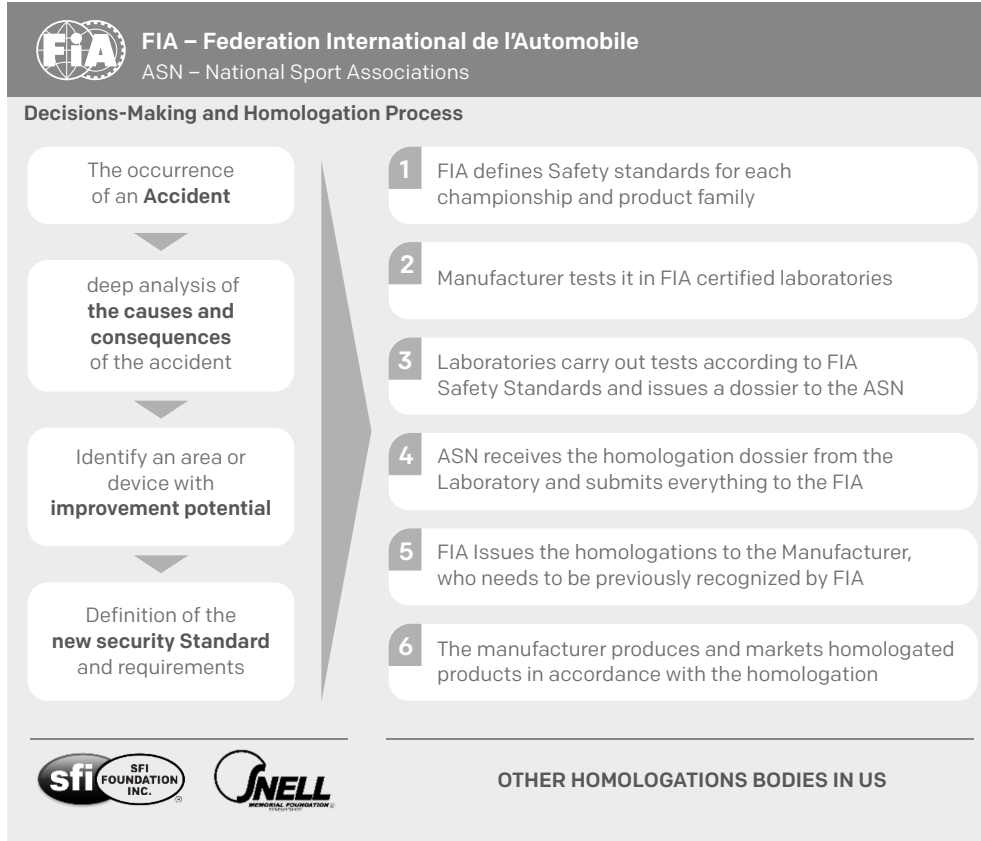 FIA
FIA – Federation International de l'Automobile
ASN – National Sport Associations
Decisions-Making and Homologation Process
The occurrence
of an Accident
deep analysis of
the causes and
consequences
of the accident
Identify an area or
device with
improvement potential
Definition of the
new security Standard
and requirements
1
FIA defines Safety standards for each
championship and product family
2
Manufacturer tests it in FIA certified laboratories
3
Laboratories carry out tests according to FIA
Safety Standards and issues a dossier to the ASN
4
ASN receives the homologation dossier from the
Laboratory and submits everything to the FIA
5
FIA Issues the homologations to the Manufacturer,
who needs to be previously recognized by FIA
6
The manufacturer produces and markets homologated
products in accordance with the homologation
sfi
SFI
FOUNDATION
INC.
®
SNELL
MEMORIAL FOUNDATION
OTHER HOMOLOGATIONS BODIES IN US